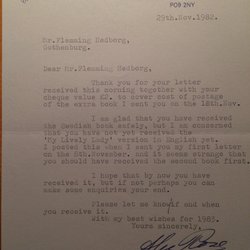 PO9 2NY
29th.Nov.1982.
Mr.Flemming Hedborg,
Gothenburg.
Dear Mr.Flemming Hedborg,
Thank you for your letter
received this morning together with your
cheque value £2. to cover cost of postage
of the extra book I sent you on the 18th.Nov.
I am glad that you have received
the Swedish book safely, but I am concerned
that you have not yet received the
'My Lively Lady' version in English yet.
I posted this when I sent you my first letter
on the 8th.November. and it seems strange that
you should have received the second book first.
I hope that by now you have
received it, but if not perhaps you can
make some enquiries your end.
Please let me know if and when
you receive it.
With my best wishes for 1983.
Yours sincerely,